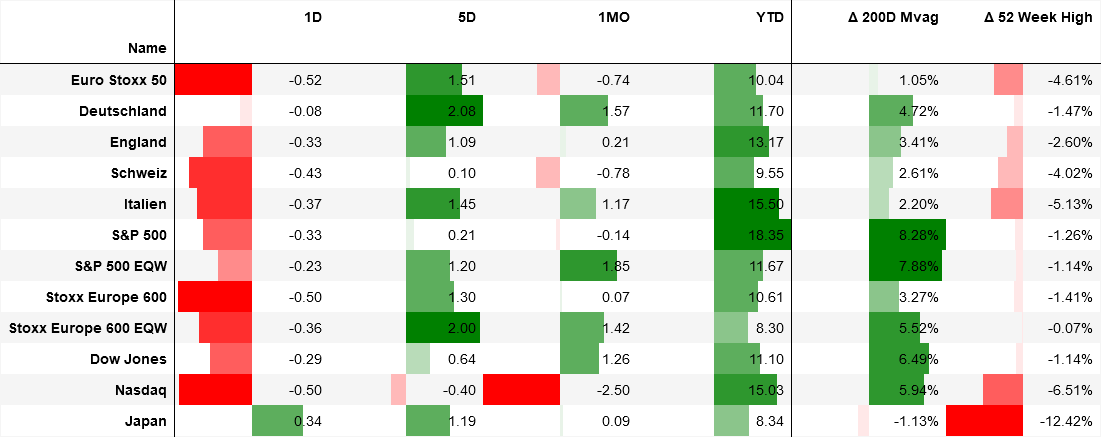 1D 5D 1MO YTD Δ 200D Mvag Δ 52 Week High
Name
Euro Stoxx 50 -0.52 1.51 -0.74 10.04 1.05% -4.61%
Deutschland -0.08 2.08 1.57 11.70 4.72% -1.47%
England -0.33 1.09 0.21 13.17 3.41% -2.60%
Schweiz -0.43 0.10 -0.78 9.55 2.61% -4.02%
Italien -0.37 1.45 1.17 15.50 2.20% -5.13%
S&P 500 -0.33 0.21 -0.14 18.35 8.28% -1.26%
S&P 500 EQW -0.23 1.20 1.85 11.67 7.88% -1.14%
Stoxx Europe 600 -0.50 1.30 0.07 10.61 3.27% -1.41%
Stoxx Europe 600 EQW -0.36 2.00 1.42 8.30 5.52% -0.07%
Dow Jones -0.29 0.64 1.26 11.10 6.49% -1.14%
Nasdaq -0.50 -0.40 -2.50 15.03 5.94% -6.51%
Japan 0.34 1.19 0.09 8.34 -1.13% -12.42%